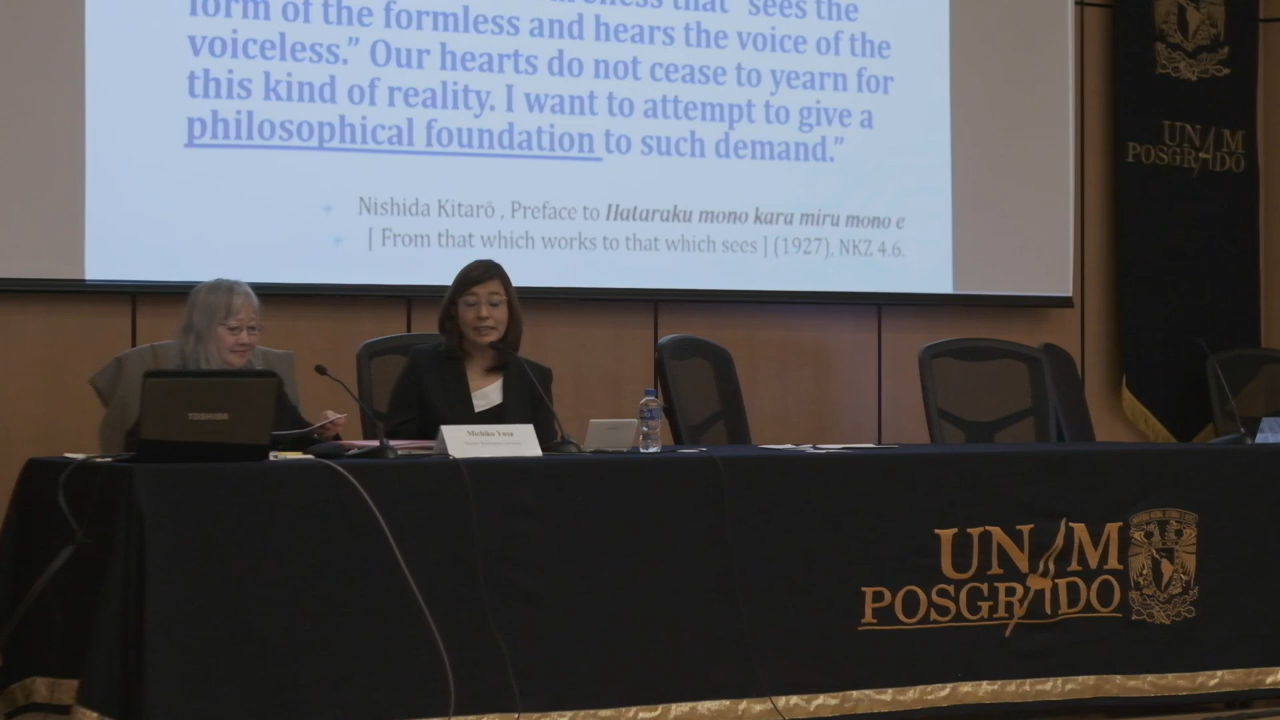 that "sees the
form of the formless and hears the voice of the
voiceless." Our hearts do not cease to yearn for
this kind of reality. I want to attempt to give a
philosophical foundation to such demand."
Nishida Kitarō , Preface to Hataraku mono kara miru mono e
[ From that which works to that which sees ] (1927), NKZ 4.6.
UNAM
POSGRADO
TOSHIBA
Michiko Yusa
UNAM
POSGRADO